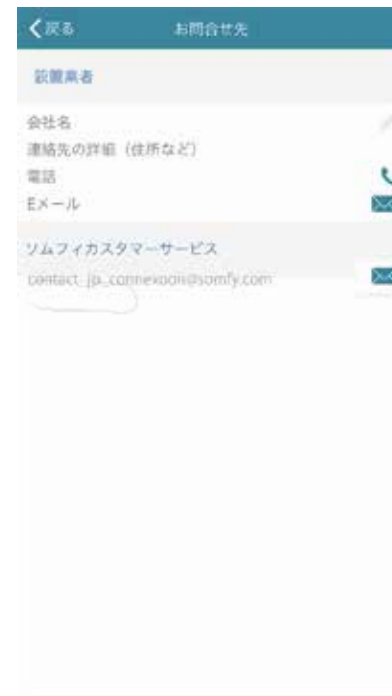 戻る
お問合せ先
設置業者
会社名
連絡先の詳細（住所など）
電話
Eメール
ソムフィカスタマーサービス
contact_jp_connexoon@somfy.com